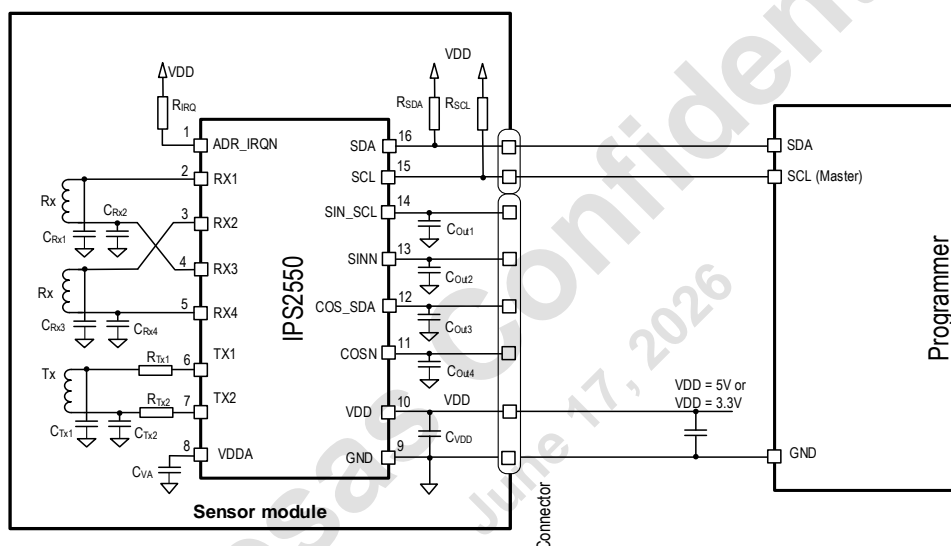 VDD
VDD
RIRQ
RSDA
RSCL
1
ADR_IRQN
SDA
16
SDA
2
RX1
SCL
15
SCL (Master)
Rx
CRx1
CRx2
3
RX2
SIN_SCL
14
COut1
4
RX3
SINN
13
COut2
Rx
CRx3
CRx4
5
RX4
COS_SDA
12
COut3
IPS2550
Programmer
Tx
RTx1
6
TX1
COSN
11
COut4
RTx2
7
TX2
VDD
10
VDD
VDD = 5V or
VDD = 3.3V
CTx1
CTx2
CVDD
8
VDDA
CVA
GND
9
GND
Sensor module
Connector
sas Confident
June 17, 2026